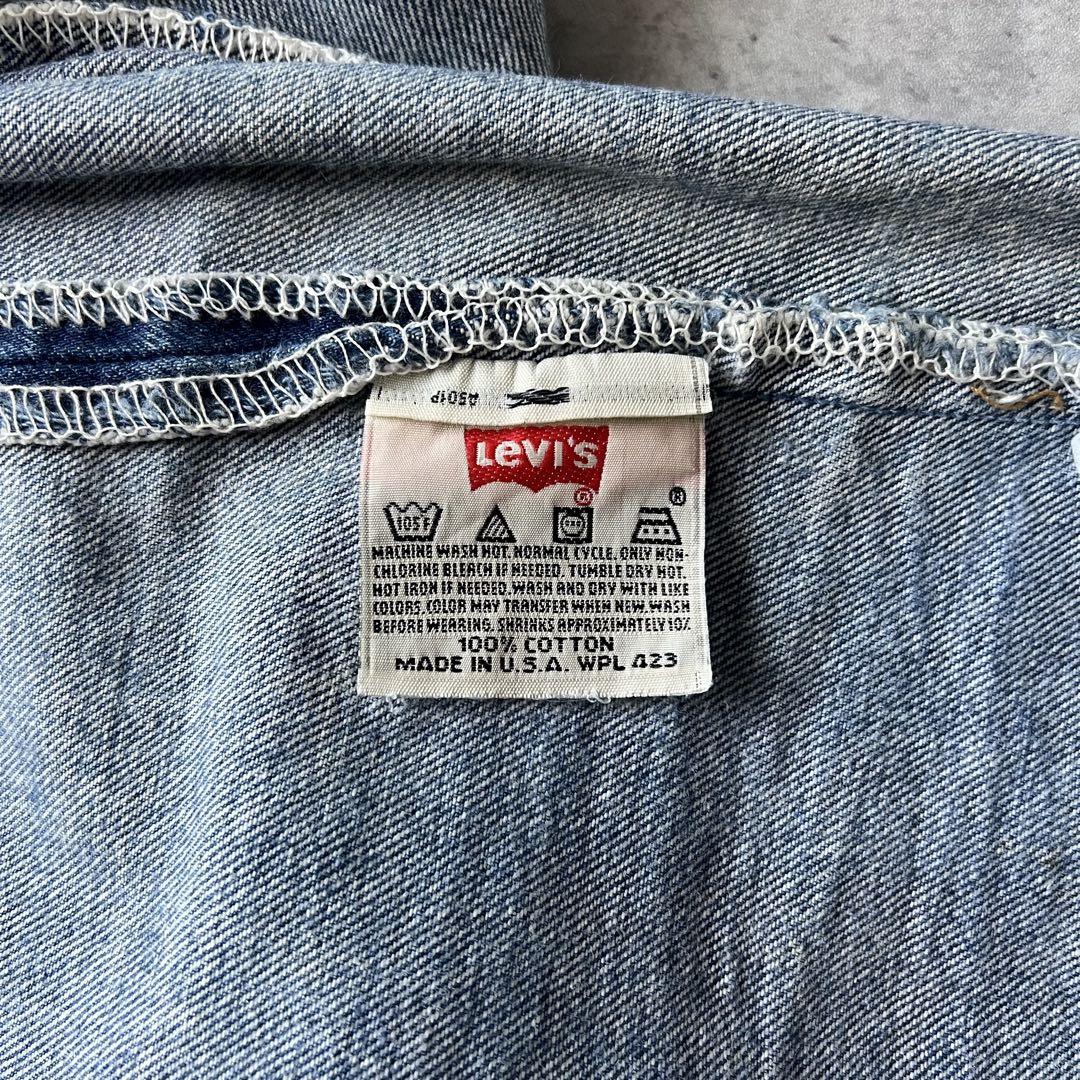 A501P
LEVI'S
®
®
105F
MACHINE WASH HOT, NORMAL CYCLE, ONLY NON-
CHLORINE BLEACH IF NEEDED, TUMBLE DRY HOT.
HOT IRON IF NEEDED. WASH AND DRY WITH LIKE
COLORS, COLOR MAY TRANSFER WHEN NEW. WASH
BEFORE WEARING. SHRINKS APPROXIMATELY 10%
100% COTTON
MADE IN U.S.A. WPL 423